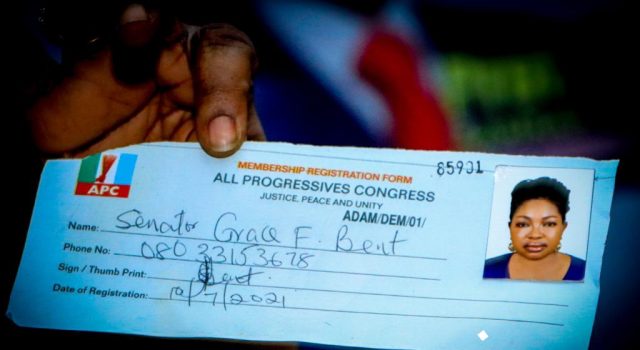 MEMBERSHIP REGISTRATION FORM
85901
ALL PROGRESSIVES CONGRESS
JUSTICE, PEACE AND UNITY
APC
ADAM/DEM/01/
Name: Senator Grace F. Bent
Phone No: 08033153678
Sign / Thumb Print: Bent
Date of Registration: 10/7/2021